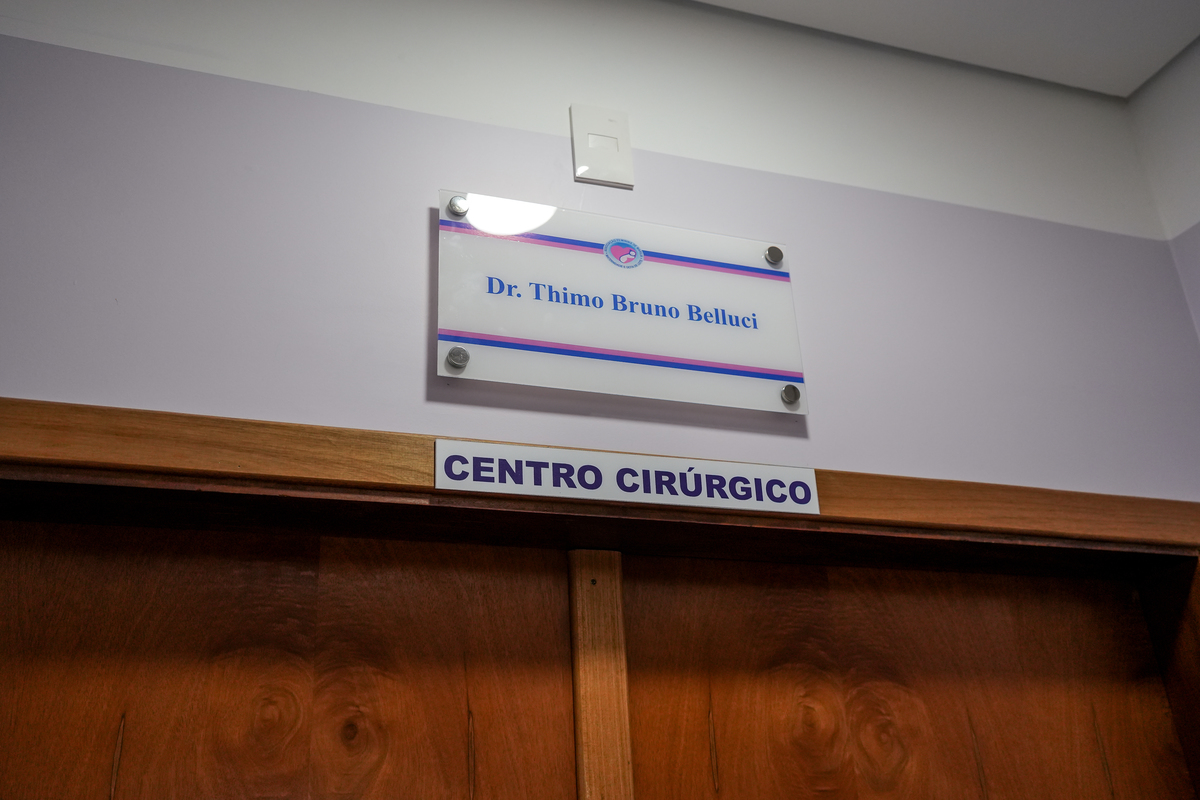 Dr. Thimo Bruno Belluci
CENTRO CIRÚRGICO